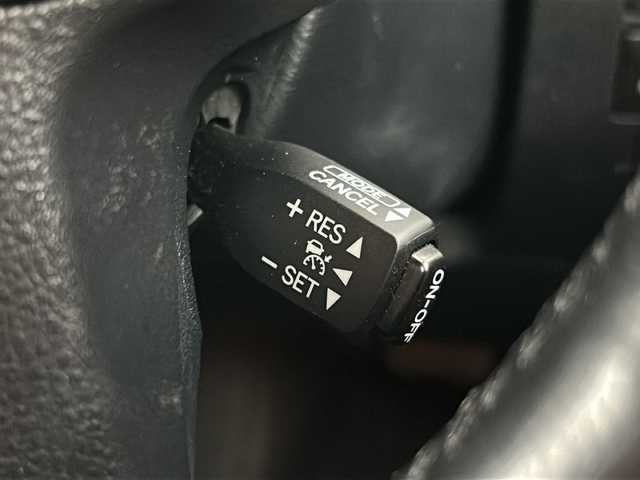 MODE
CANCEL
+ RES
- SET
ON-OFF